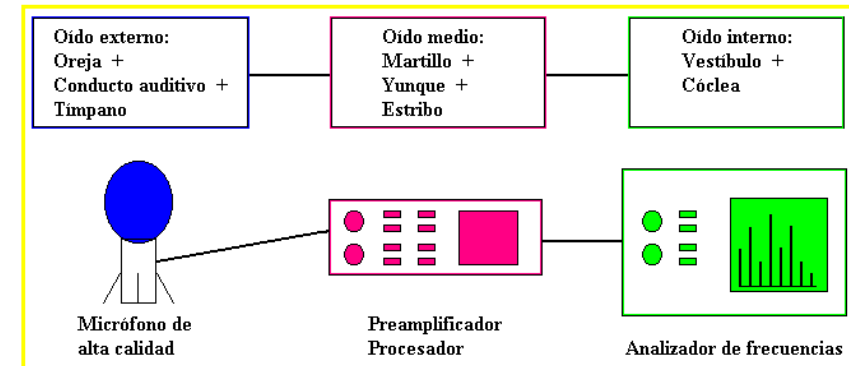 Oído externo:
Oreja +
Conducto auditivo +
Tímpano
Oído medio:
Martillo +
Yunque +
Estribo
Oído interno:
Vestíbulo +
Cóclea
Micrófono de
alta calidad
Preamplificador
Procesador
Analizador de frecuencias